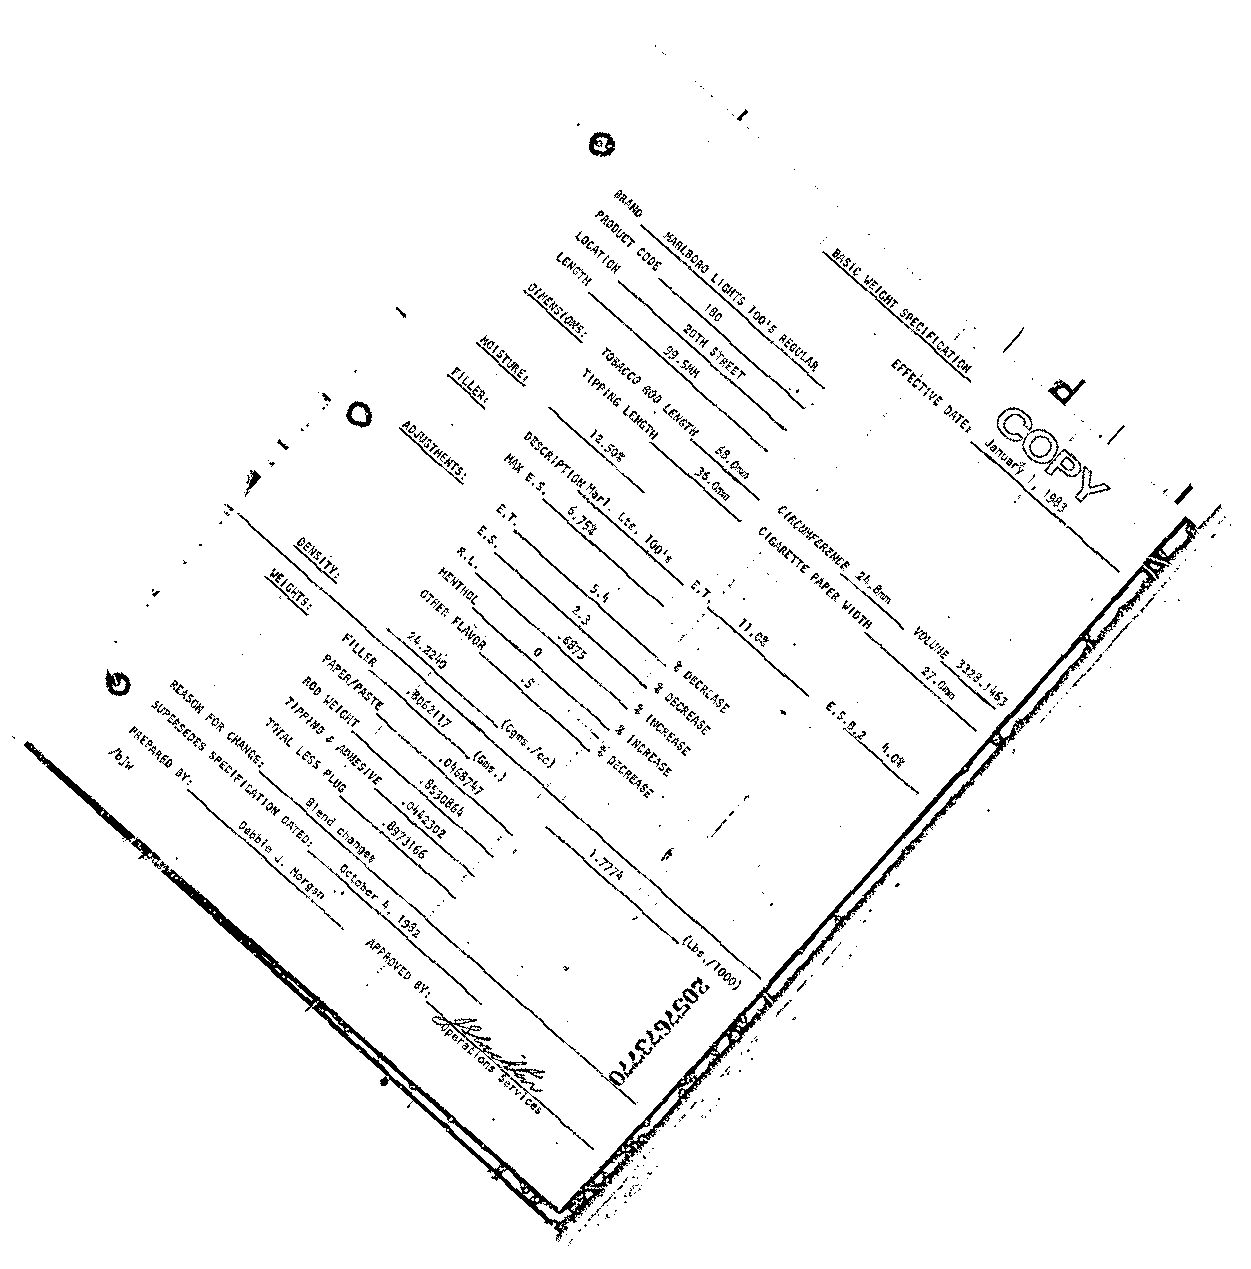 COPY
BASIC WEIGHT SPECIFICATION
EFFECTIVE DATE: January 1, 1983
BRAND MARLBORO LIGHTS 100's REGULAR
PRODUCT CODE 180
LOCATION 20TH STREET
LENGTH 99.5MM
DIMENSIONS: TOBACCO ROD LENGTH 68.0mm CIRCUMFERENCE 24.8mm VOLUME 3328.1463
TIPPING LENGTH 36.0mm CIGARETTE PAPER WIDTH 27.0mm
MOISTURE: 12.50%
FILLER: DESCRIPTION Marl. Lts. 100's E.T. 11.0% E.S.B.2 4.0%
MAX E.S. 6.75%
ADJUSTMENTS: E.T. 5.4 % DECREASE
E.S. 2.3 % DECREASE
R.L. .6875 % INCREASE
MENTHOL 0 % INCREASE
OTHER FLAVOR .5 % DECREASE
DENSITY: 24.2240 (Cgms./cc)
WEIGHTS: FILLER .8062117 (Gms.) 1.7774 (Lbs./1000)
PAPER/PASTE .0468747
ROD WEIGHT .8530864
TIPPING & ADHESIVE .0442302
TOTAL LESS PLUG .8973166
REASON FOR CHANGE: Blend changes
SUPERSEDES SPECIFICATION DATED: October 4, 1982
PREPARED BY: Debbie J. Morgan APPROVED BY:
Operations Services
/bjw
2057673770